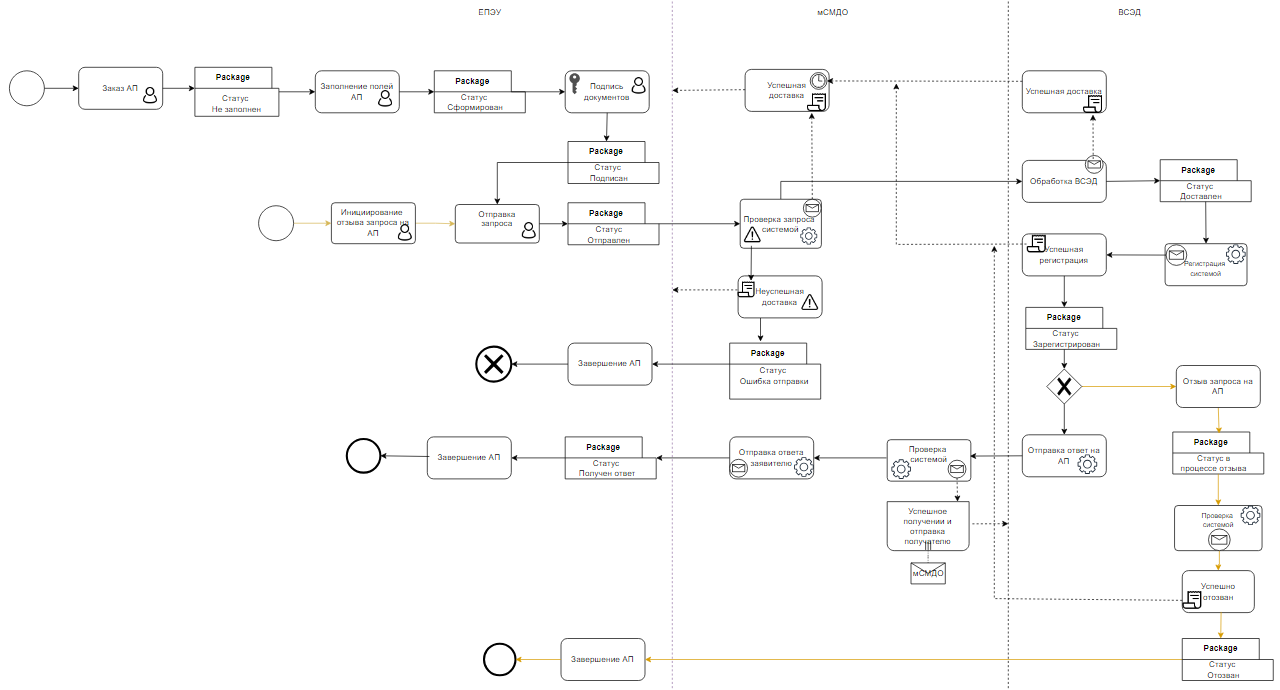 ЕПЭУ
мСМДО
ВСЭД
Заказ АП
Package
Статус
Не заполнен
Заполнение полей
АП
Package
Статус
Сформирован
Подпись
документов
Успешная
доставка
Успешная доставка
Package
Статус
Подписан
Обработка ВСЭД
Package
Статус
Доставлен
Инициирование
отзыва запроса на
АП
Отправка
запроса
Package
Статус
Отправлен
Проверка запроса
системой
Успешная
регистрация
Регистрация
системой
Неуспешная
доставка
Package
Статус
Зарегистрирован
Завершение АП
Package
Статус
Ошибка отправки
Отзыв запроса на
АП
Завершение АП
Package
Статус
Получен ответ
Отправка ответа
заявителю
Проверка
системой
Отправка ответ на
АП
Package
Статус в
процессе отзыва
Успешное
получении и
отправка
получателю
мСМДО
Проверка
системой
Успешно
отозван
Завершение АП
Package
Статус
Отозван